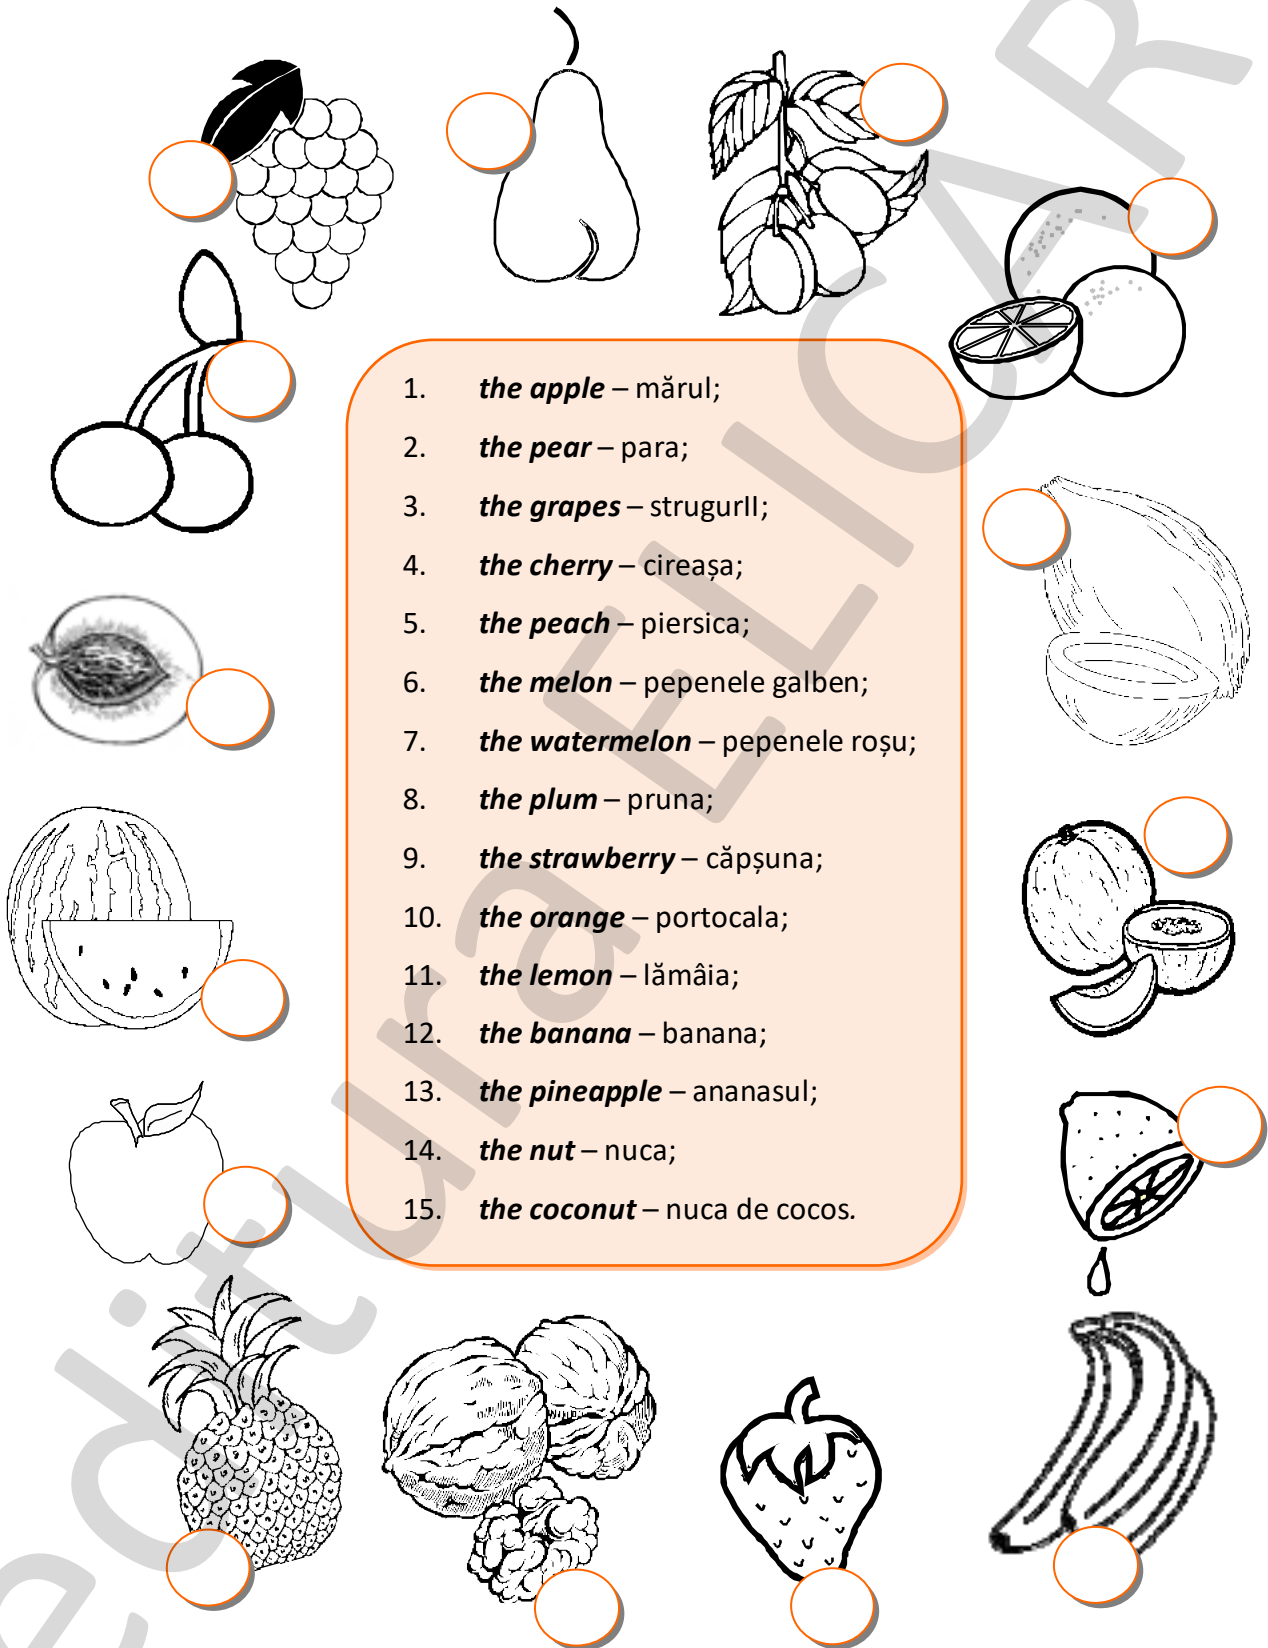 1. the apple – mărul;
2. the pear – para;
3. the grapes – strugurII;
4. the cherry – cireașa;
5. the peach – piersica;
6. the melon – pepenele galben;
7. the watermelon – pepenele roșu;
8. the plum – pruna;
9. the strawberry – căpșuna;
10. the orange – portocala;
11. the lemon – lămâia;
12. the banana – banana;
13. the pineapple – ananasul;
14. the nut – nuca;
15. the coconut – nuca de cocos.
editura ELICAR